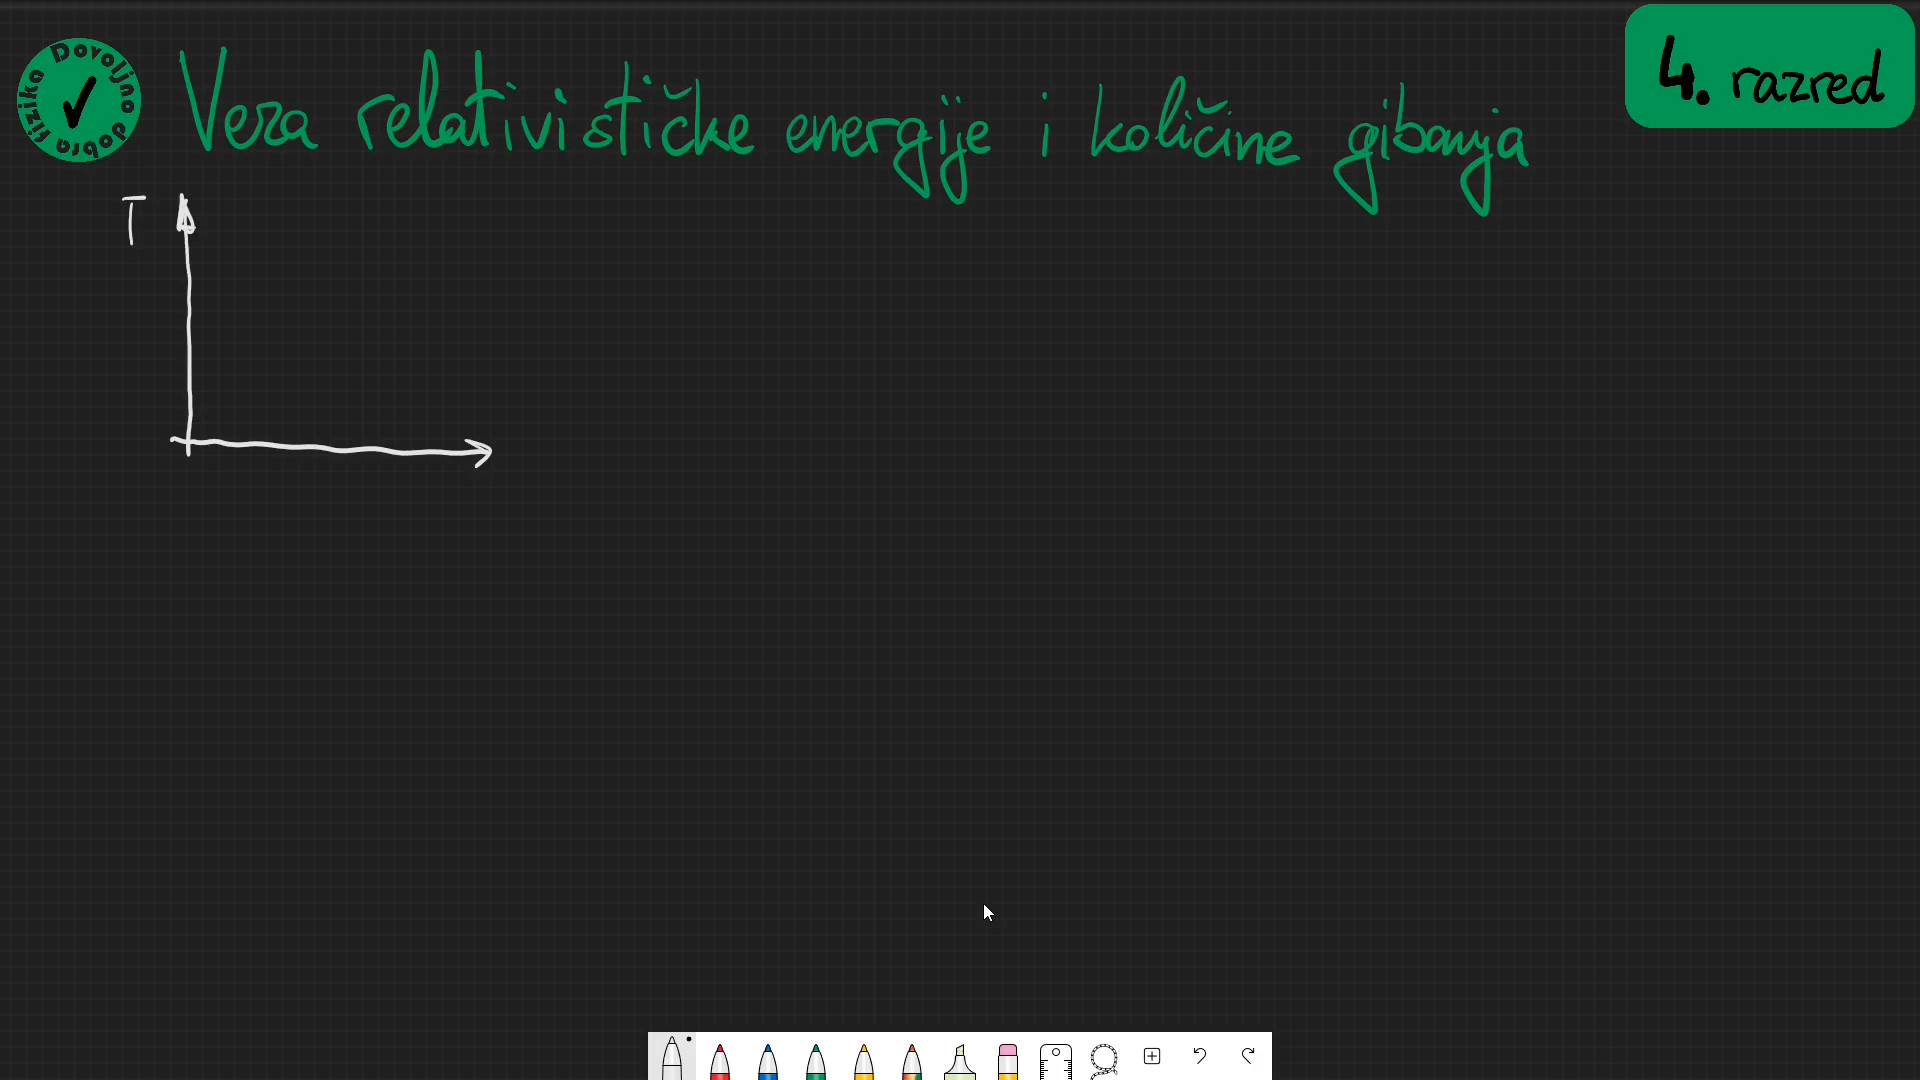 Dovoljno dobra fizika
Veza relativističke energije i količine gibanja
4. razred
T